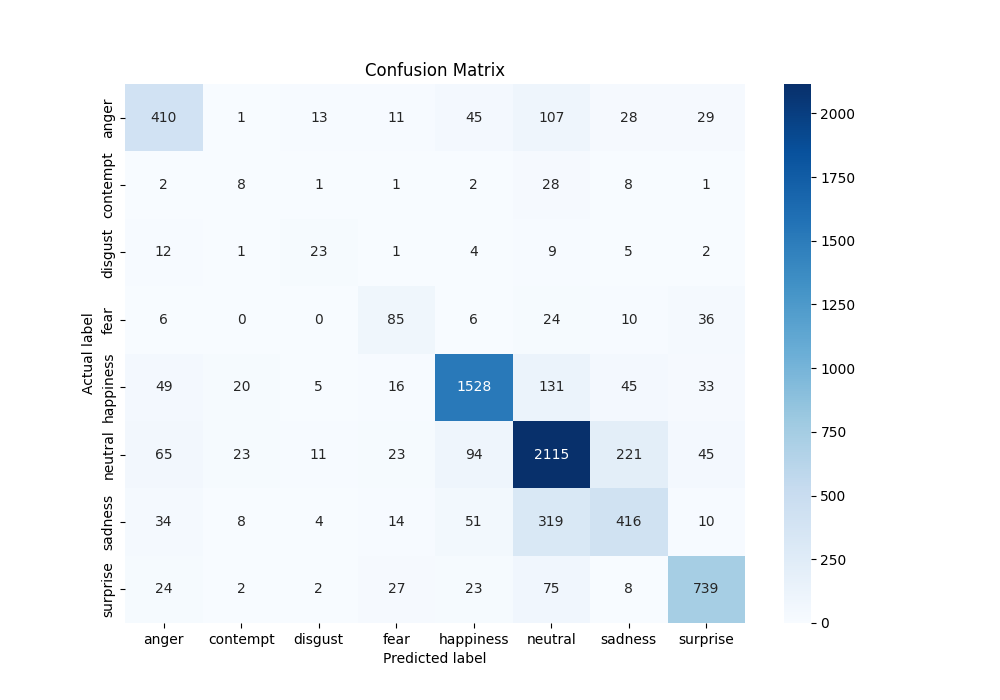 Confusion Matrix
anger 410 1 13 11 45 107 28 29
contempt 2 8 1 1 2 28 8 1
disgust 12 1 23 1 4 9 5 2
fear 6 0 0 85 6 24 10 36
happiness 49 20 5 16 1528 131 45 33
neutral 65 23 11 23 94 2115 221 45
sadness 34 8 4 14 51 319 416 10
surprise 24 2 2 27 23 75 8 739
Actual label
anger contempt disgust fear happiness neutral sadness surprise
Predicted label
2000
1750
1500
1250
1000
750
500
250
0